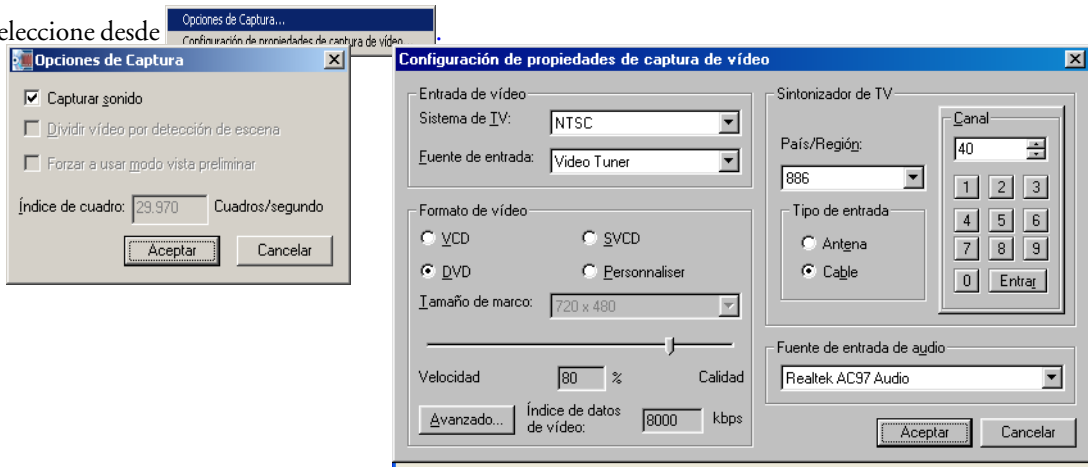 eleccione desde
Opciones de Captura...
Configuración de propiedades de captura de vídeo
.
Opciones de Captura
Capturar sonido
Dividir vídeo por detección de escena
Forzar a usar modo vista preliminar
Índice de cuadro: 29.970 Cuadros/segundo
Aceptar Cancelar
Configuración de propiedades de captura de vídeo
Entrada de vídeo
Sistema de TV: NTSC
Fuente de entrada: Video Tuner
Formato de vídeo
VCD SVCD
DVD Personnaliser
Tamaño de marco: 720 x 480
Velocidad 80 % Calidad
Avanzado... Índice de datos de vídeo: 8000 kbps
Sintonizador de TV
País/Región:
886
Tipo de entrada
Antena
Cable
Canal
40
1 2 3
4 5 6
7 8 9
0 Entrar
Fuente de entrada de audio
Realtek AC97 Audio
Aceptar Cancelar